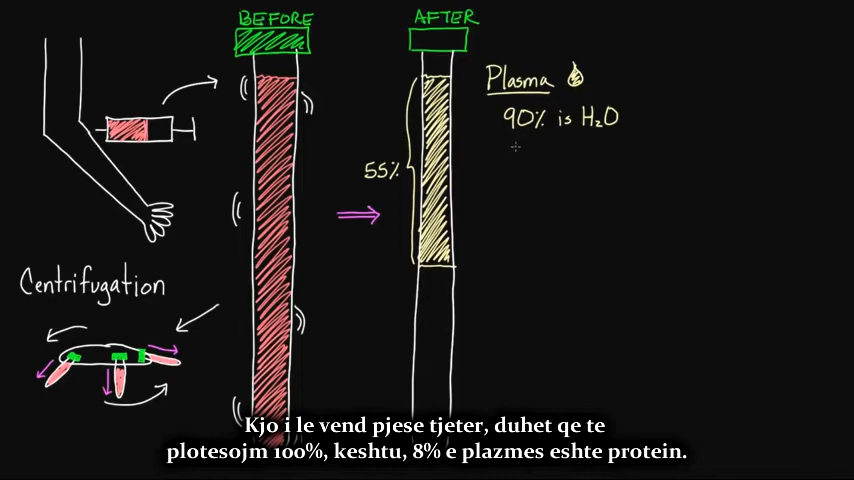 BEFORE
AFTER
Plasma
90% is H₂O
55%
Centrifugation
Kjo i le vend pjese tjeter, duhet qe te
plotesojm 100%, keshtu, 8% e plazmes eshte protein.